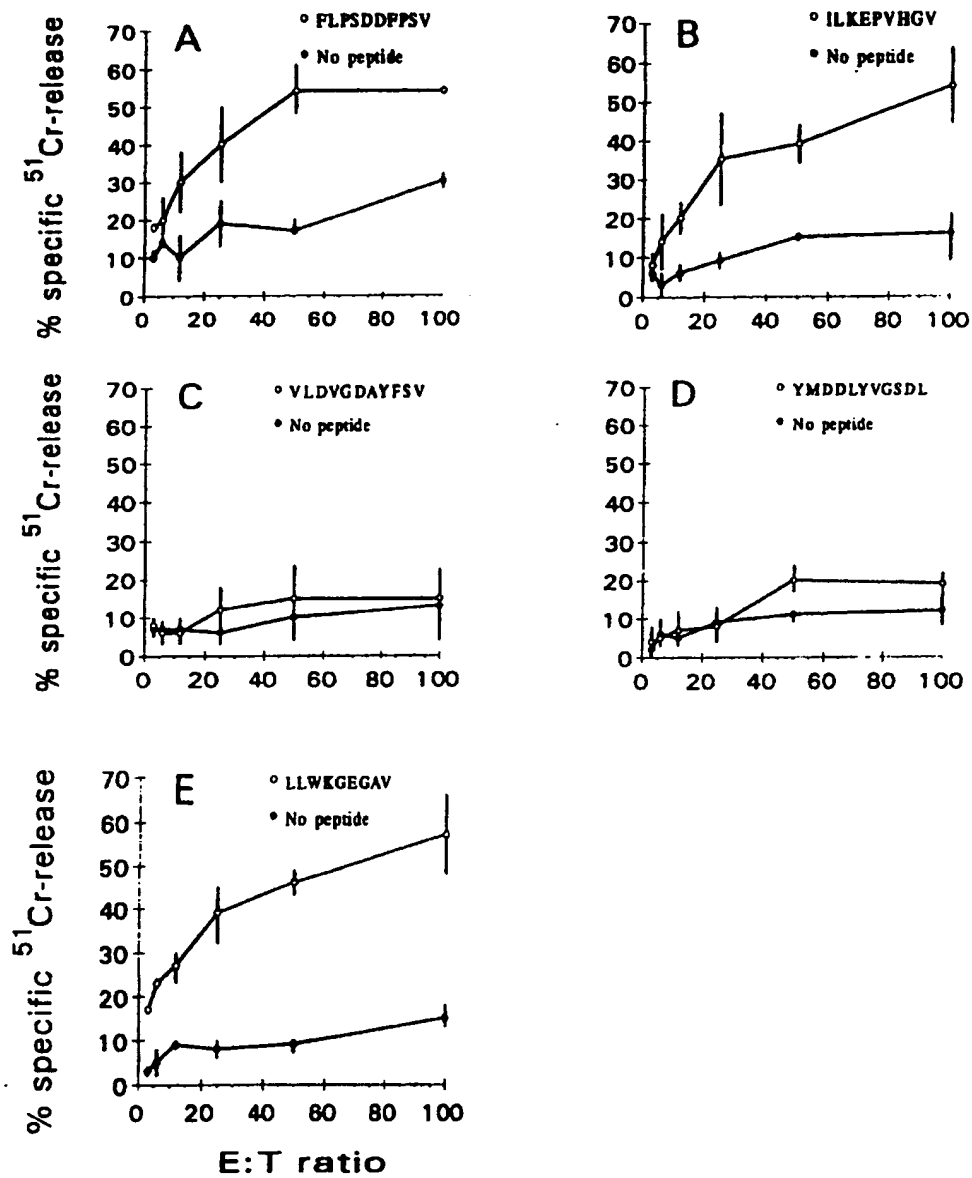 A
FLPSDDFPSV
No peptide
% specific ⁵¹Cr-release
70
60
50
40
30
20
10
0
0 20 40 60 80 100
B
ILKEPVHGV
No peptide
70
60
50
40
30
20
10
0
0 20 40 60 80 100
C
VLDVGDAYFSV
No peptide
% specific ⁵¹Cr-release
70
60
50
40
30
20
10
0
0 20 40 60 80 100
D
YMDDLYVGSDL
No peptide
70
60
50
40
30
20
10
0
0 20 40 60 80 100
E
LLWKGEGAV
No peptide
% specific ⁵¹Cr-release
70
60
50
40
30
20
10
0
0 20 40 60 80 100
E:T ratio